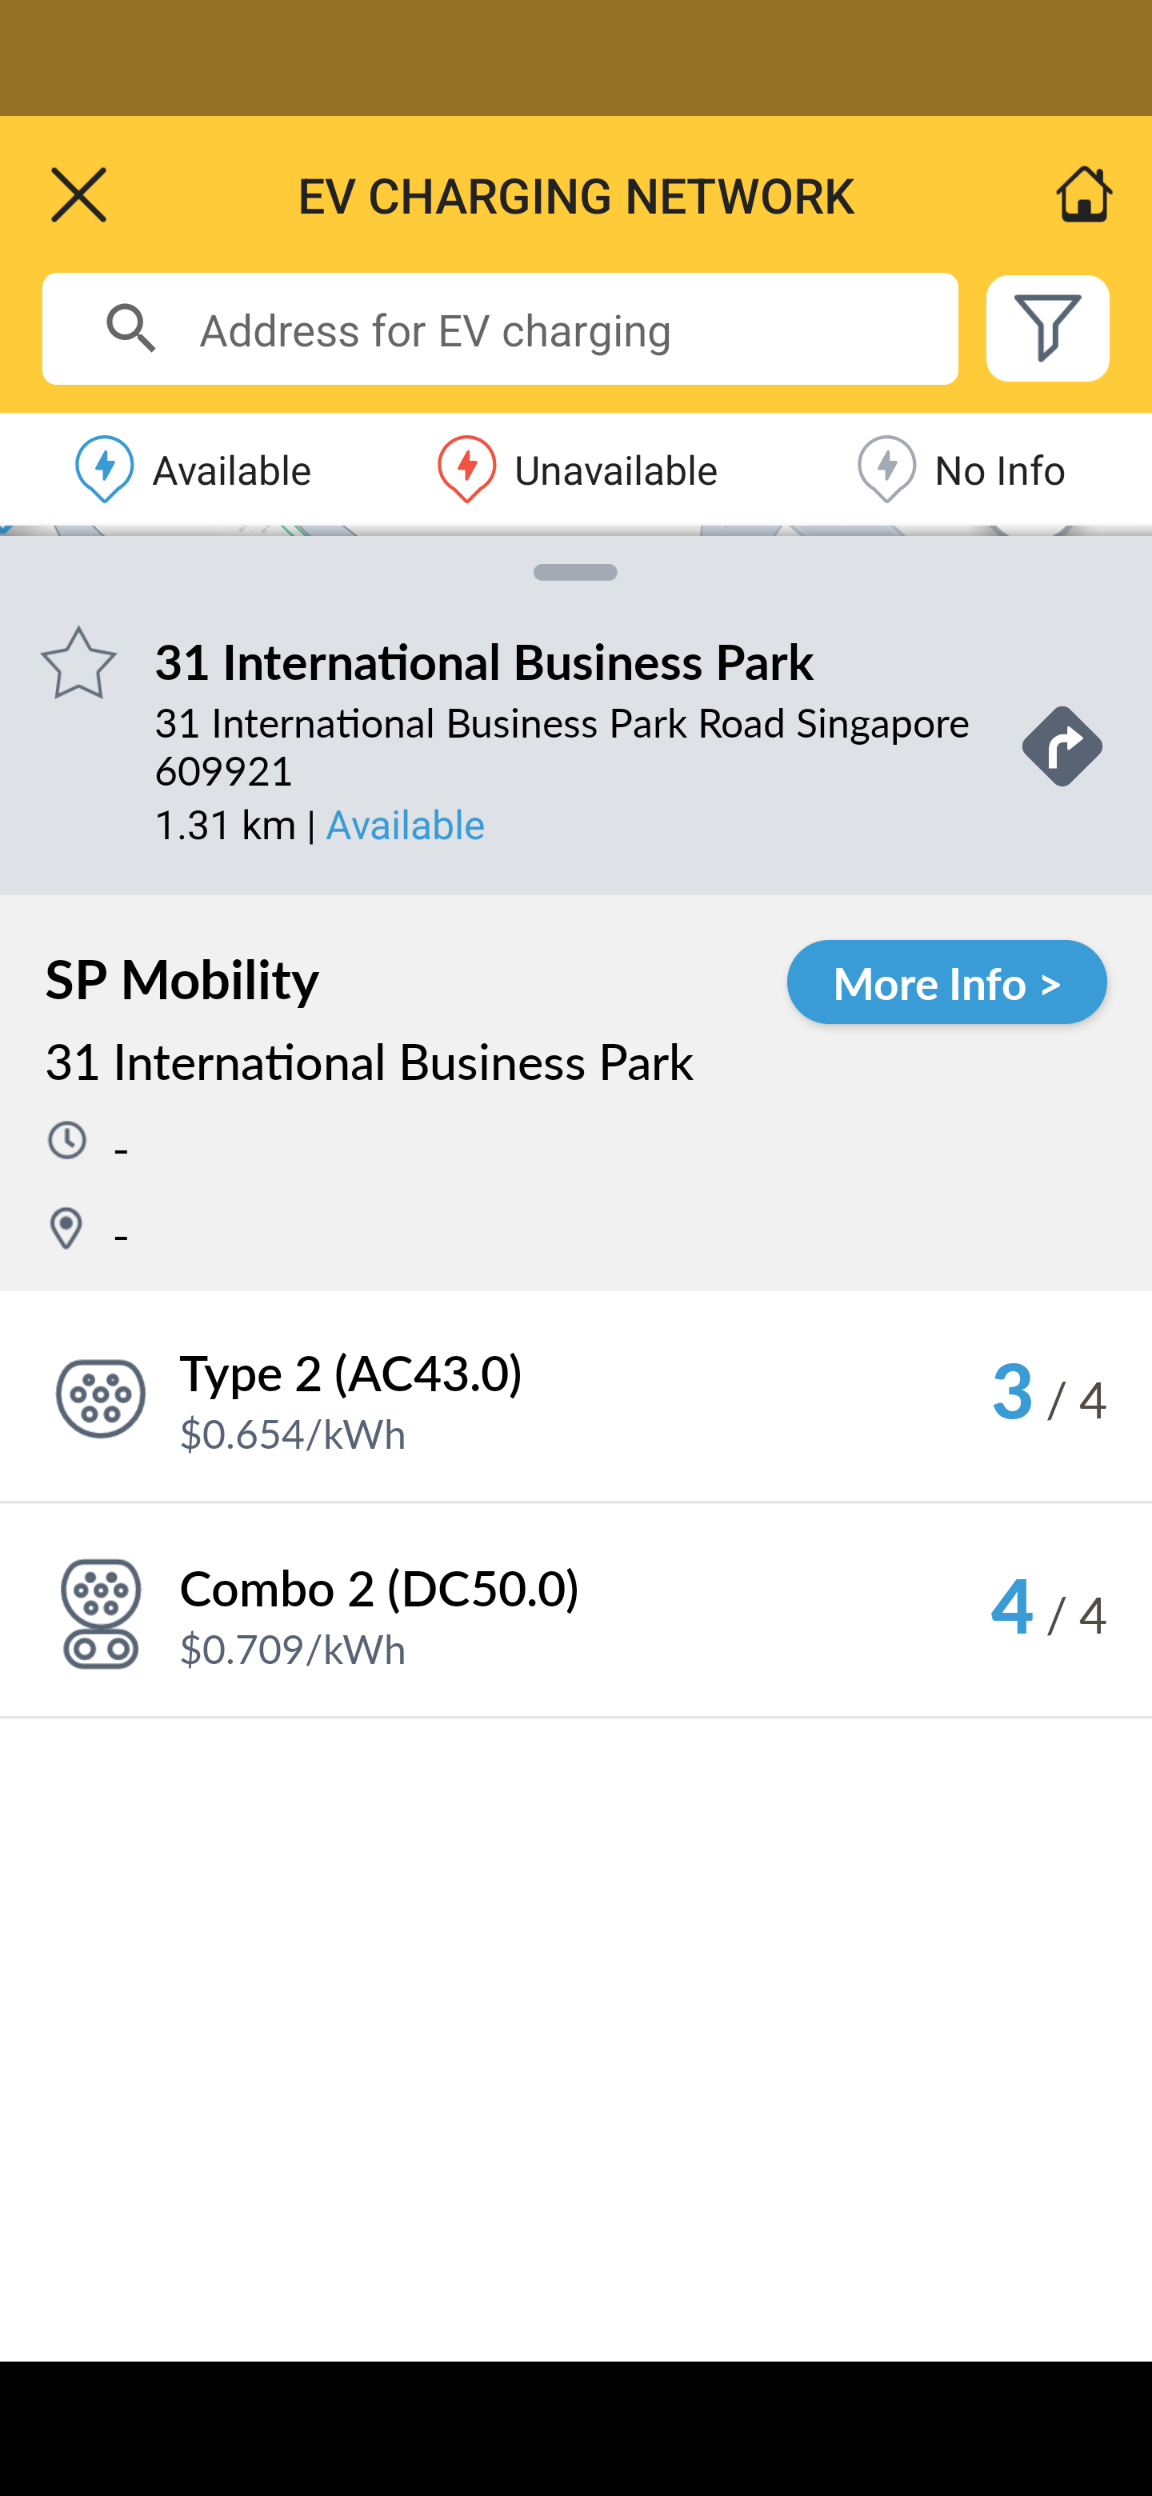 EV CHARGING NETWORK
Address for EV charging
Available
Unavailable
No Info
31 International Business Park
31 International Business Park Road Singapore
609921
1.31 km | Available
SP Mobility
More Info >
31 International Business Park
-
-
Type 2 (AC43.0)
3 / 4
$0.654/kWh
Combo 2 (DC50.0)
4 / 4
$0.709/kWh